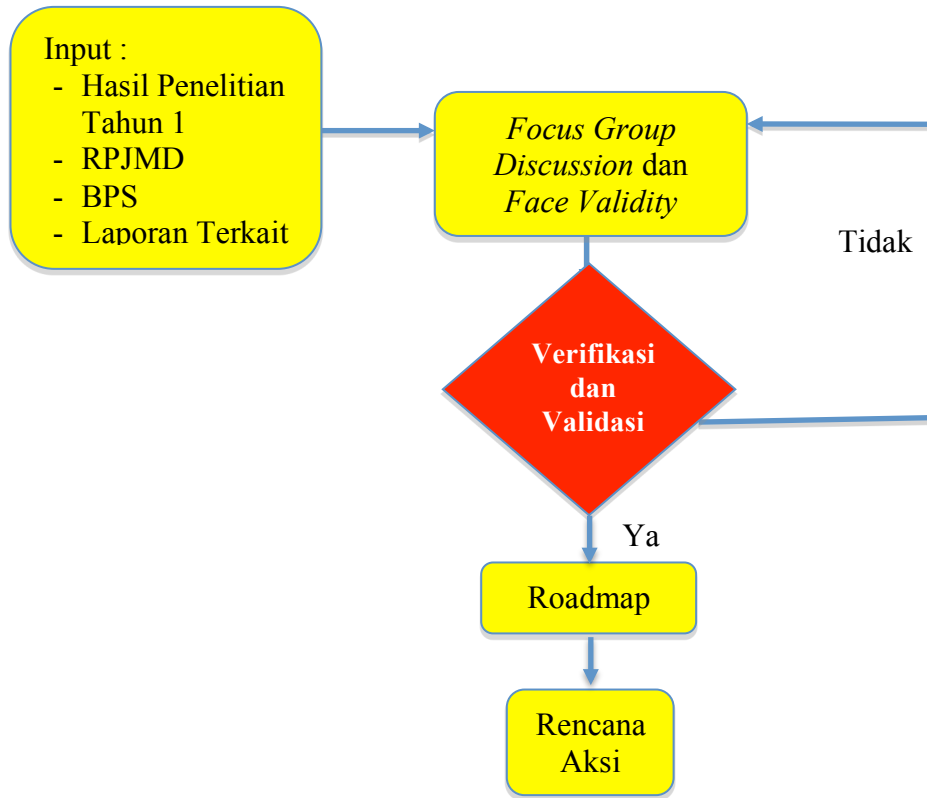 Input :
- Hasil Penelitian
Tahun 1
- RPJMD
- BPS
- Laporan Terkait
Focus Group
Discussion dan
Face Validity
Tidak
Verifikasi
dan
Validasi
Ya
Roadmap
Rencana
Aksi